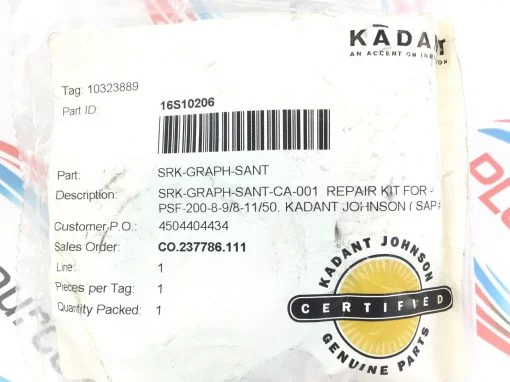 KADANT
AN ACCENT ON IN
Tag: 10323889
Part ID: 16S10206
Part: SRK-GRAPH-SANT
Description: SRK-GRAPH-SANT-CA-001 REPAIR KIT FOR -
PSF-200-8-9/8-11/50. KADANT JOHNSON ( SAP#
Customer P.O.: 4504404434
Sales Order: CO.237786.111
Line: 1
Pieces per Tag: 1
Quantity Packed: 1
KADANT JOHNSON
CERTIFIED
GENUINE PARTS